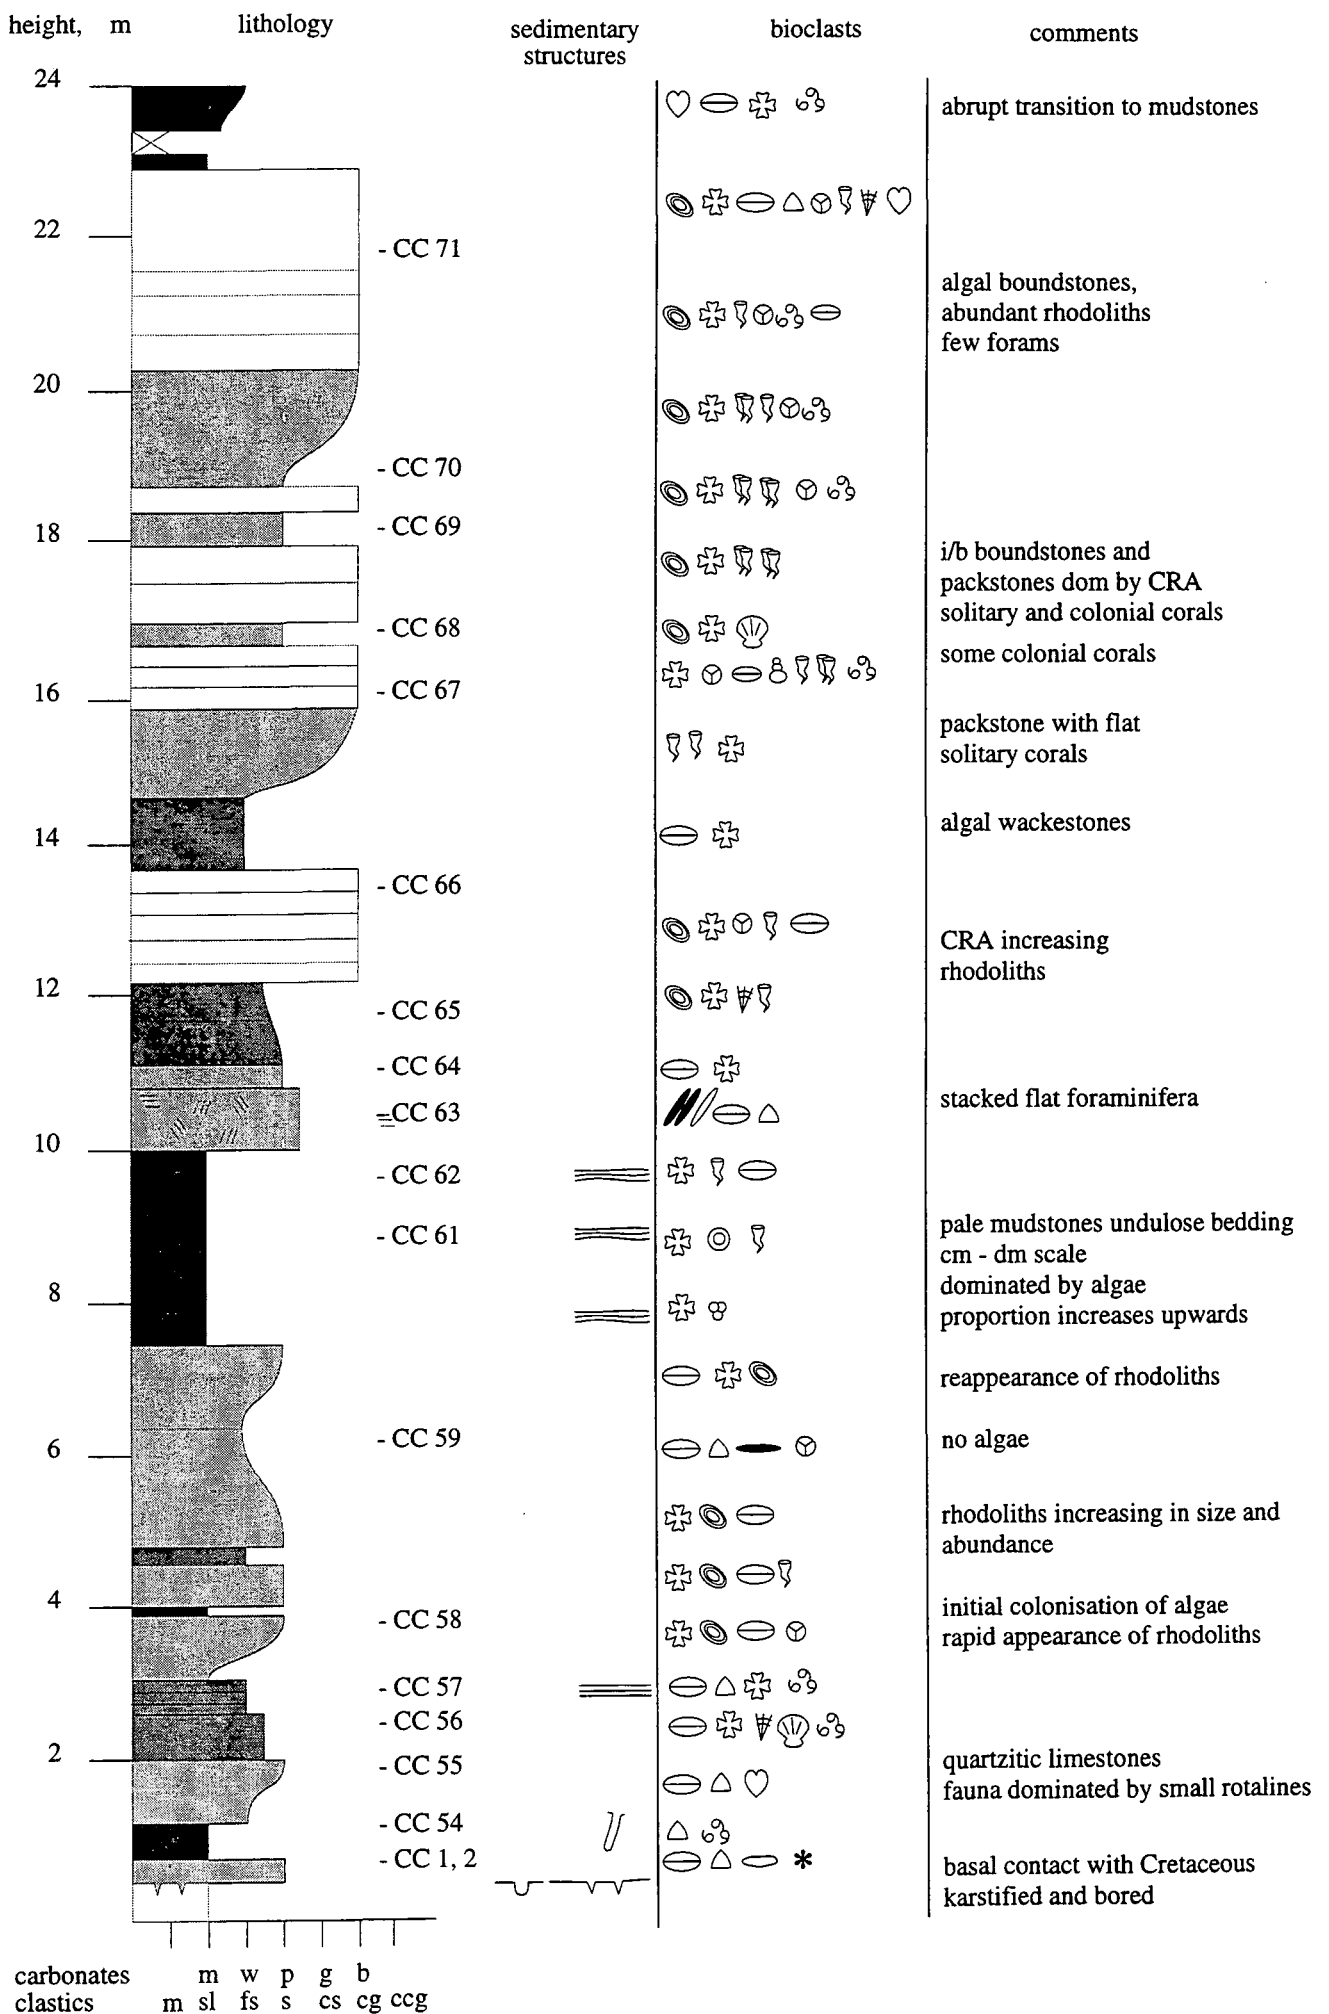 height, m lithology sedimentary structures bioclasts comments
24
abrupt transition to mudstones
22
- CC 71
algal boundstones,
abundant rhodoliths
few forams
20
- CC 70
- CC 69
18
i/b boundstones and
packstones dom by CRA
solitary and colonial corals
- CC 68
some colonial corals
- CC 67
16
packstone with flat
solitary corals
14
algal wackestones
- CC 66
CRA increasing
rhodoliths
12
- CC 65
- CC 64
stacked flat foraminifera
- CC 63
10
- CC 62
- CC 61
pale mudstones undulose bedding
cm - dm scale
dominated by algae
proportion increases upwards
8
reappearance of rhodoliths
- CC 59
no algae
6
rhodoliths increasing in size and
abundance
4
- CC 58
initial colonisation of algae
rapid appearance of rhodoliths
- CC 57
- CC 56
2
- CC 55
quartzitic limestones
fauna dominated by small rotalines
- CC 54
- CC 1, 2
basal contact with Cretaceous
karstified and bored
carbonates m w p g b
clastics m sl fs s cs cg ccg